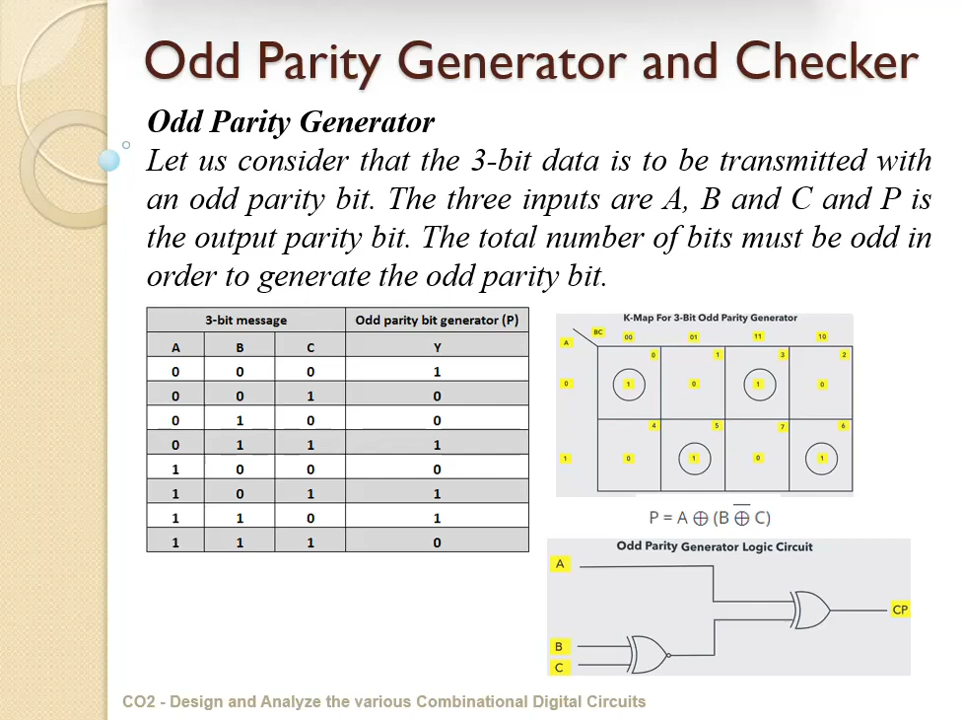 Odd Parity Generator and Checker
Odd Parity Generator
Let us consider that the 3-bit data is to be transmitted with
an odd parity bit. The three inputs are A, B and C and P is
the output parity bit. The total number of bits must be odd in
order to generate the odd parity bit.
3-bit message Odd parity bit generator (P)
A B C Y
0 0 0 1
0 0 1 0
0 1 0 0
0 1 1 1
1 0 0 0
1 0 1 1
1 1 0 1
1 1 1 0
K-Map For 3-Bit Odd Parity Generator
BC
A 00 01 11 10
0 1 3 2
0 1 0 1 0
4 5 7 6
1 0 1 0 1
P = A ⊕ (B ⊕̅ C)
Odd Parity Generator Logic Circuit
A
CP
B
C
CO2 - Design and Analyze the various Combinational Digital Circuits